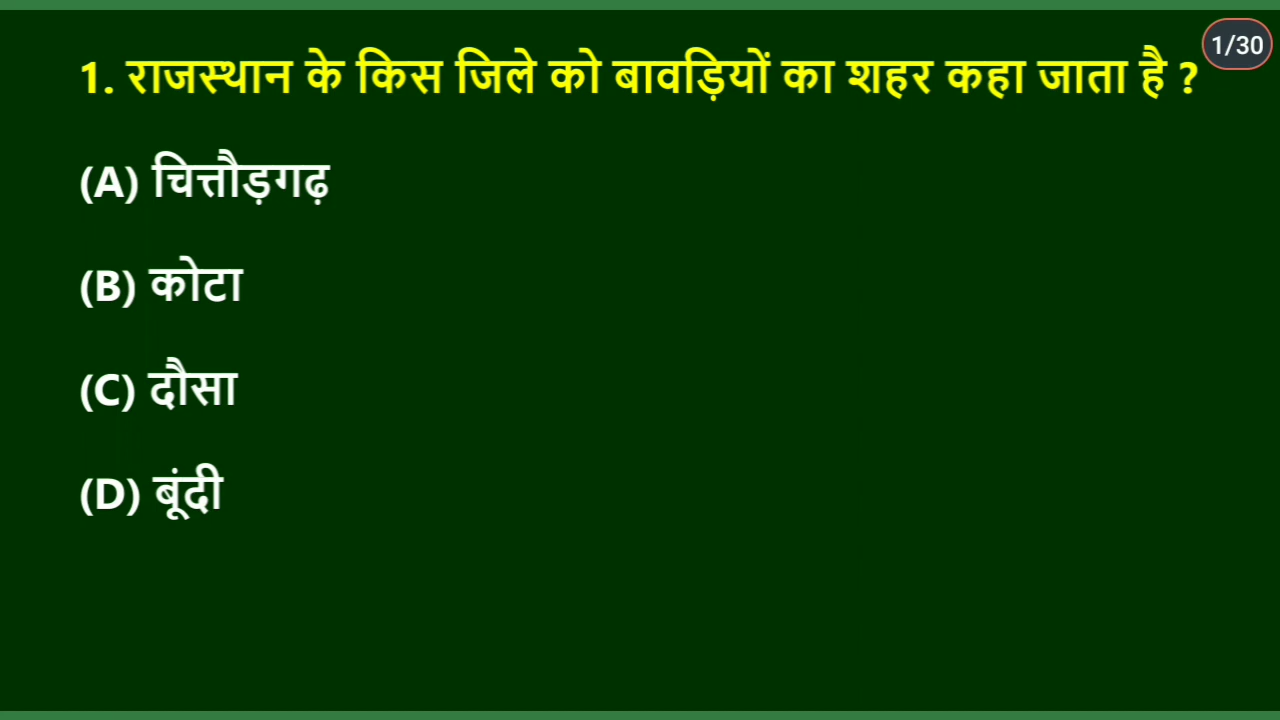 1. राजस्थान के किस जिले को बावड़ियों का शहर कहा जाता है ?
1/30
(A) चित्तौड़गढ़
(B) कोटा
(C) दौसा
(D) बूंदी